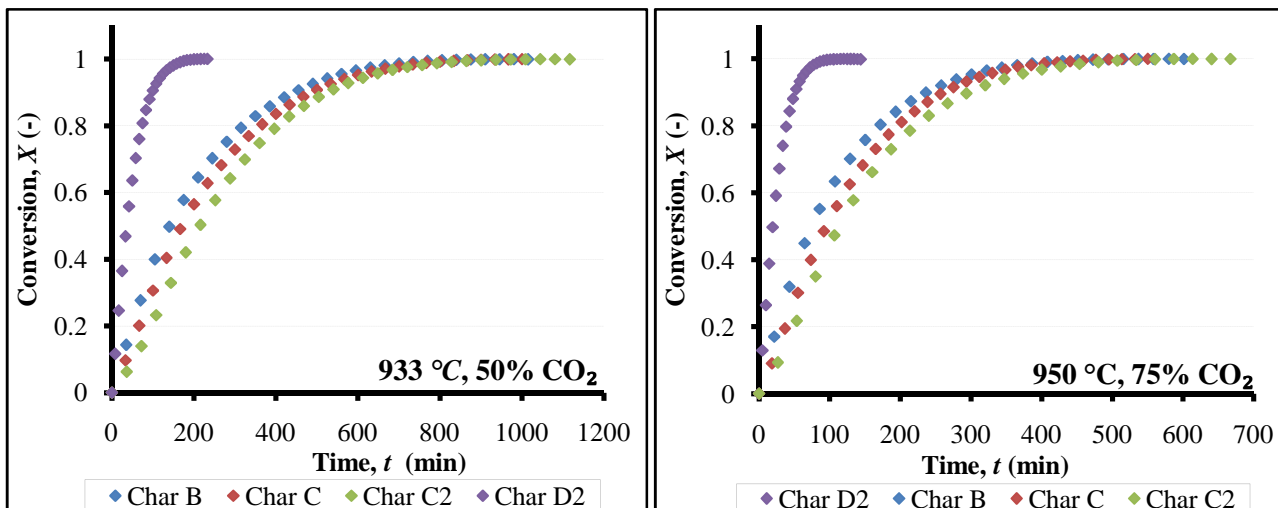 1
0.8
0.6
0.4
0.2
0
Conversion, X (-)
933 °C, 50% CO₂
0 200 400 600 800 1000 1200
Time, t (min)
Char B Char C Char C2 Char D2
1
0.8
0.6
0.4
0.2
0
Conversion, X (-)
950 °C, 75% CO₂
0 100 200 300 400 500 600 700
Time, t (min)
Char D2 Char B Char C Char C2